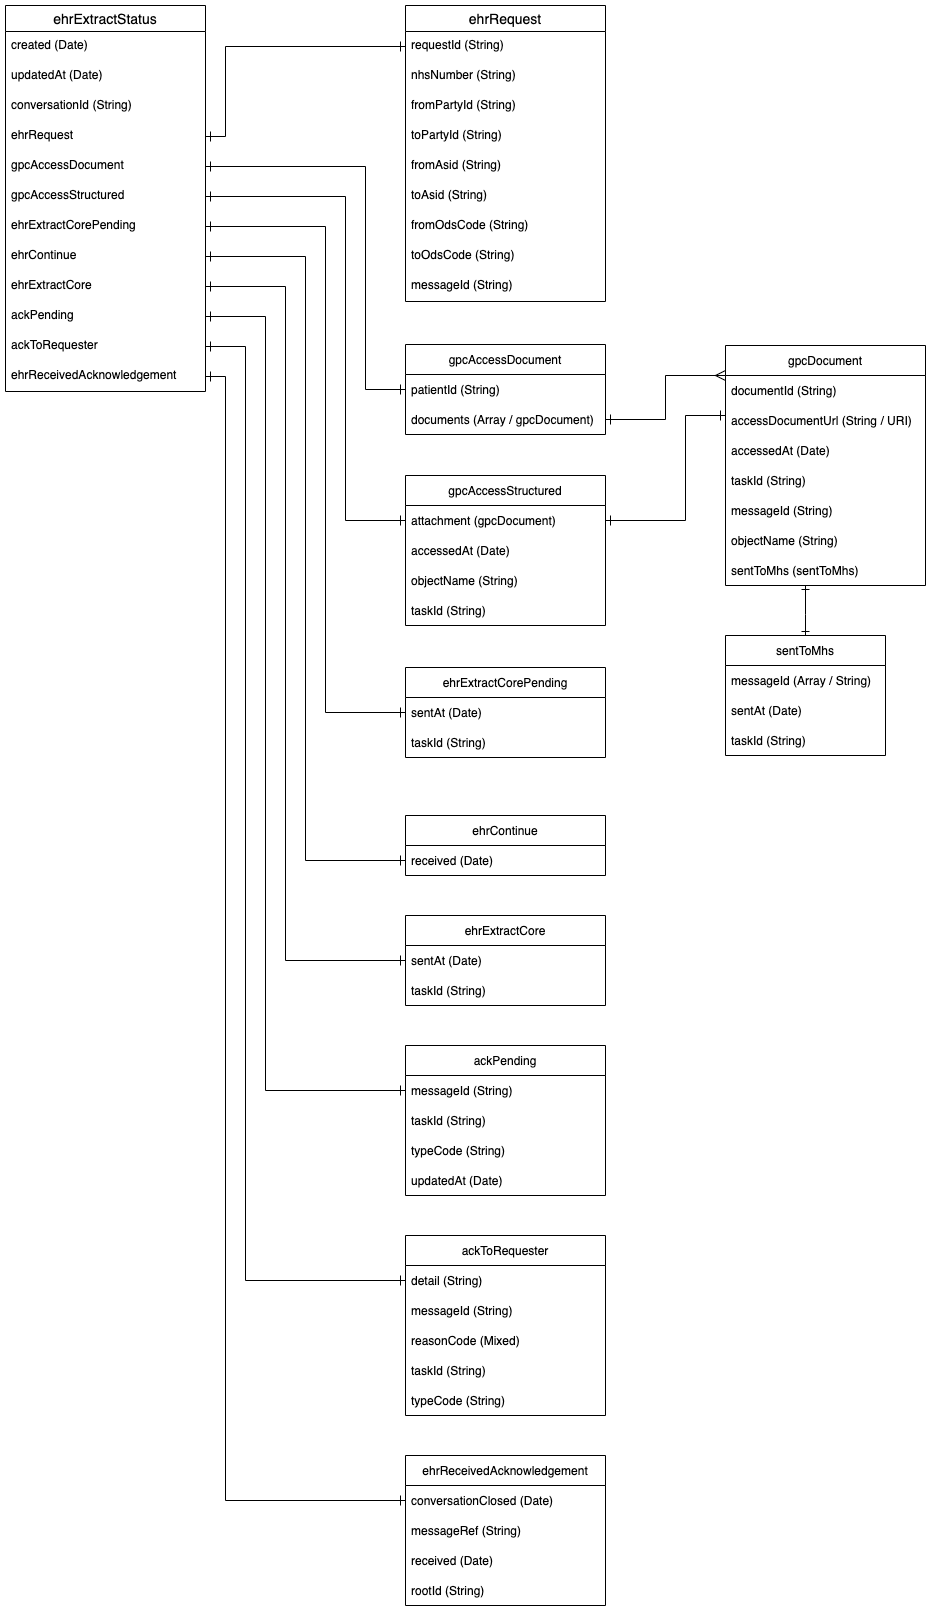 ehrExtractStatus
created (Date)
updatedAt (Date)
conversationId (String)
ehrRequest
gpcAccessDocument
gpcAccessStructured
ehrExtractCorePending
ehrContinue
ehrExtractCore
ackPending
ackToRequester
ehrReceivedAcknowledgement
ehrRequest
requestId (String)
nhsNumber (String)
fromPartyId (String)
toPartyId (String)
fromAsid (String)
toAsid (String)
fromOdsCode (String)
toOdsCode (String)
messageId (String)
gpcAccessDocument
patientId (String)
documents (Array / gpcDocument)
gpcAccessStructured
attachment (gpcDocument)
accessedAt (Date)
objectName (String)
taskId (String)
gpcDocument
documentId (String)
accessDocumentUrl (String / URI)
accessedAt (Date)
taskId (String)
messageId (String)
objectName (String)
sentToMhs (sentToMhs)
sentToMhs
messageId (Array / String)
sentAt (Date)
taskId (String)
ehrExtractCorePending
sentAt (Date)
taskId (String)
ehrContinue
received (Date)
ehrExtractCore
sentAt (Date)
taskId (String)
ackPending
messageId (String)
taskId (String)
typeCode (String)
updatedAt (Date)
ackToRequester
detail (String)
messageId (String)
reasonCode (Mixed)
taskId (String)
typeCode (String)
ehrReceivedAcknowledgement
conversationClosed (Date)
messageRef (String)
received (Date)
rootId (String)